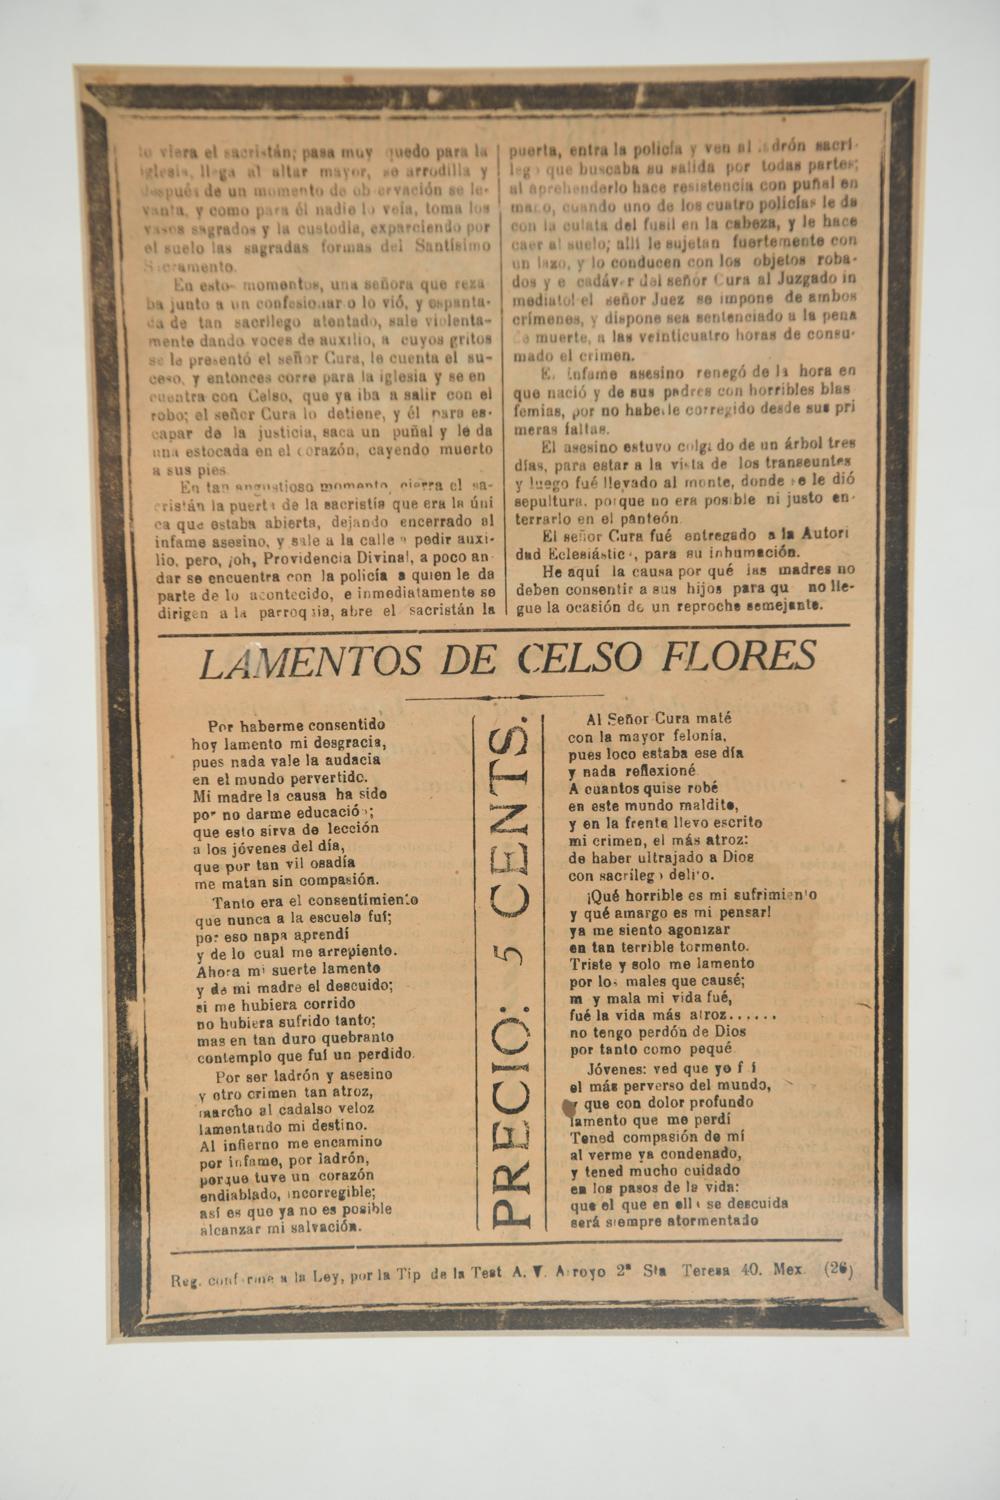 lo viera el sacristán; pasa muy quedo para la
iglesia, llega al altar mayor, se arrodilla y
después de un momento de observación se le-
vanta, y como para él nadie lo veía, toma los
vasos sagrados y la custodia, exparciendo por
el suelo las sagradas formas del Santísimo
Sacramento.
En estos momentos, una señora que reza
ba junto a un confesionario lo vió, y espanta-
da de tan sacrílego atentado, sale violenta-
mente dando voces de auxilio, a cuyos gritos
se le presentó el señor Cura, le cuenta el su-
ceso, y entonces corre para la iglesia y se en
cuentra con Celso, que ya iba a salir con el
robo; el señor Cura lo detiene, y él para es-
capar de la justicia, saca un puñal y le da
una estocada en el corazón, cayendo muerto
a sus pies
En tan angustioso momento, cierra el sa-
cristán la puerta de la sacristía que era la úni
ca que estaba abierta, dejando encerrado al
infame asesino, y sale a la calle a pedir auxi-
lio, pero, ¡oh, Providencia Divina!, a poco an
dar se encuentra con la policía a quien le da
parte de lo acontecido, e inmediatamente se
dirigen a la parroquia, abre el sacristán la
puerta, entra la policía y ven al ladrón sacrí-
lego que buscaba su salida por todas partes;
al aprehenderlo hace resistencia con puñal en
mano, cuando uno de los cuatro policías le da
con la culata del fusil en la cabeza, y le hace
caer al suelo; allí le sujetan fuertemente con
un lazo, y lo conducen con los objetos roba-
dos y e cadáver del señor Cura al Juzgado in
mediato! el señor Juez se impone de ambos
crímenes, y dispone sea sentenciado a la pena
de muerte, a las veinticuatro horas de consu-
mado el crimen.
El infame asesino renegó de la hora en
que nació y de sus padres con horribles blas
femias, por no haberle corregido desde sus pri
meras faltas.
El asesino estuvo colgado de un árbol tres
días, para estar a la vista de los transeuntes
y luego fué llevado al monte, donde se le dió
sepultura, porque no era posible ni justo en-
terrarlo en el panteón.
El señor Cura fué entregado a la Autori
dad Eclesiástica, para su inhumación.
He aquí la causa por qué las madres no
deben consentir a sus hijos para qu no lle-
gue la ocasión de un reproche semejante.
LAMENTOS DE CELSO FLORES
Por haberme consentido
hoy lamento mi desgracia,
pues nada vale la audacia
en el mundo pervertido.
Mi madre la causa ha sido
por no darme educación;
que esto sirva de lección
a los jóvenes del día,
que por tan vil osadía
me matan sin compasión.
Tanto era el consentimiento
que nunca a la escuela fuí;
por eso napa aprendí
y de lo cual me arrepiento.
Ahora mi suerte lamento
y de mi madre el descuido;
si me hubiera corrido
no hubiera sufrido tanto;
mas en tan duro quebranto
contemplo que fuí un perdido.
Por ser ladrón y asesino
y otro crimen tan atroz,
marcho al cadalso veloz
lamentando mi destino.
Al infierno me encamino
por infame, por ladrón,
porque tuve un corazón
endiablado, incorregible;
así es que ya no es posible
alcanzar mi salvación.
PRECIO: 5 CENTS.
Al Señor Cura maté
con la mayor felonía,
pues loco estaba ese día
y nada reflexioné
A cuantos quise robé
en este mundo maldito,
y en la frente llevo escrito
mi crimen, el más atroz:
de haber ultrajado a Dios
con sacrilego delito.
¡Qué horrible es mi sufrimiento
y qué amargo es mi pensar!
ya me siento agonizar
en tan terrible tormento.
Triste y solo me lamento
por los males que causé;
m y mala mi vida fué,
fué la vida más atroz......
no tengo perdón de Dios
por tanto como pequé
Jóvenes: ved que yo f í
el más perverso del mundo,
y que con dolor profundo
lamento que me perdí
Tened compasión de mí
al verme ya condenado,
y tened mucho cuidado
en los pasos de la vida:
que el que en ella se descuida
será siempre atormentado
Reg. conforme a la Ley, por la Tip de la Test A. V. Arroyo 2ª Sta Teresa 40. Mex. (26)